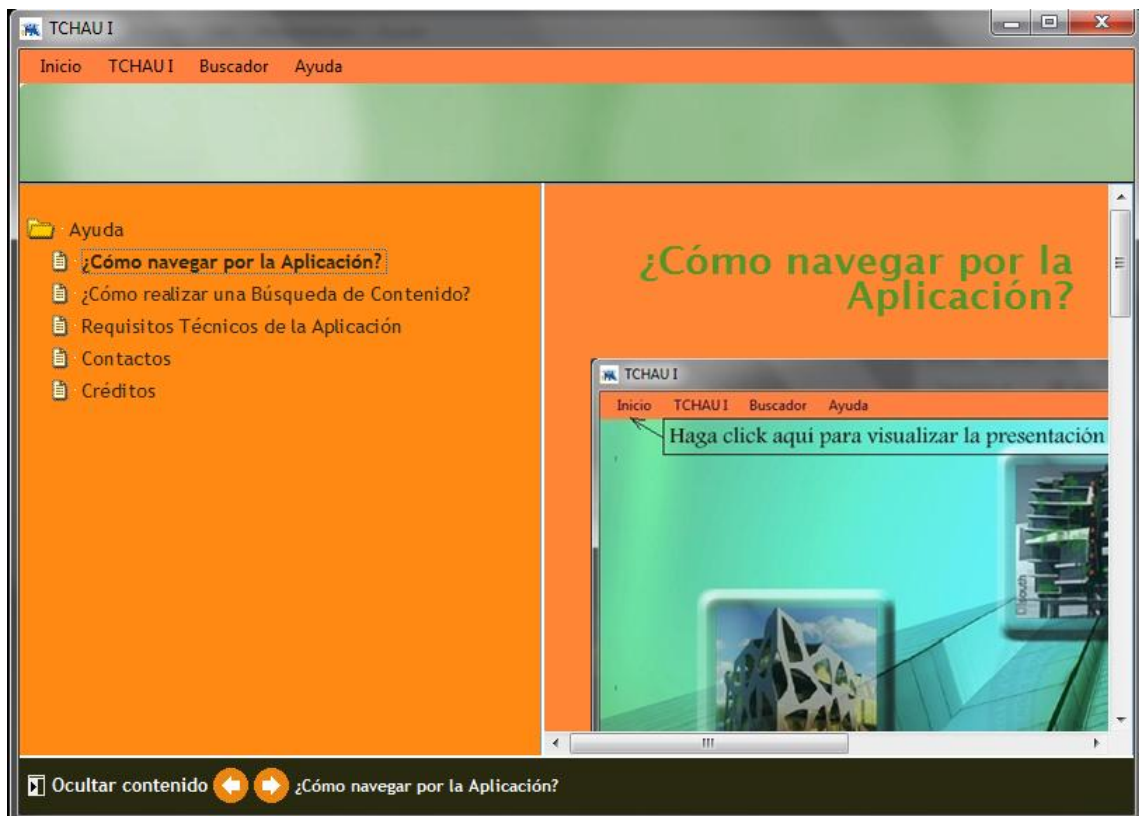 TCHAU I
Inicio TCHAU I Buscador Ayuda
Ayuda
¿Cómo navegar por la Aplicación?
¿Cómo realizar una Búsqueda de Contenido?
Requisitos Técnicos de la Aplicación
Contactos
Créditos
¿Cómo navegar por la
Aplicación?
TCHAU I
Inicio TCHAU I Buscador Ayuda
Haga click aquí para visualizar la presentación
Ocultar contenido ¿Cómo navegar por la Aplicación?